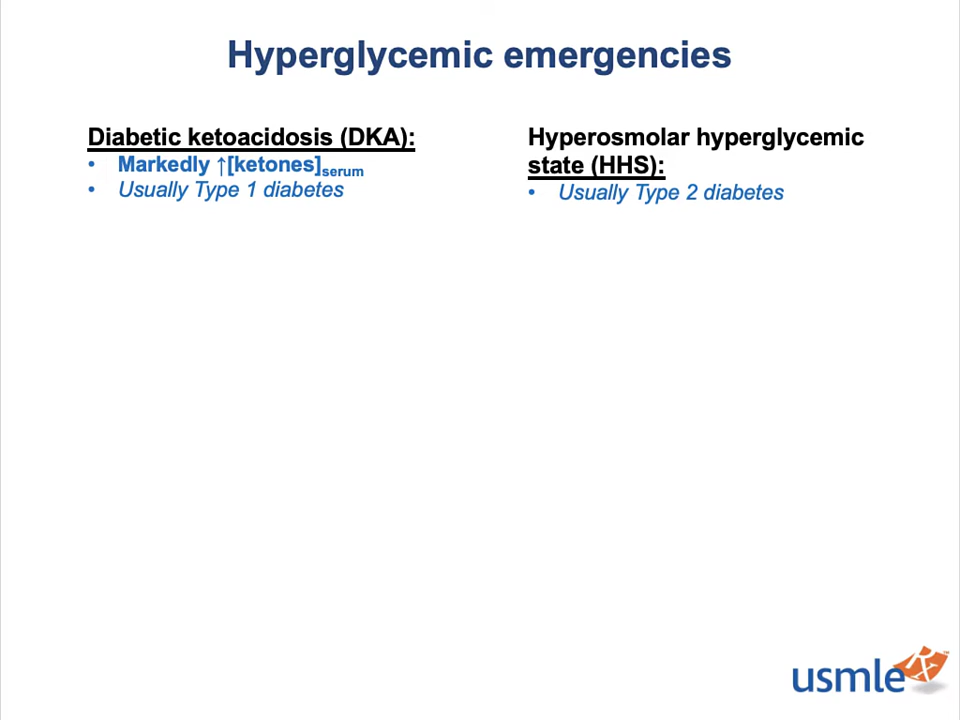 Hyperglycemic emergencies
Diabetic ketoacidosis (DKA):
• Markedly ↑[ketones]serum
• Usually Type 1 diabetes
Hyperosmolar hyperglycemic
state (HHS):
• Usually Type 2 diabetes
usmle Rx™